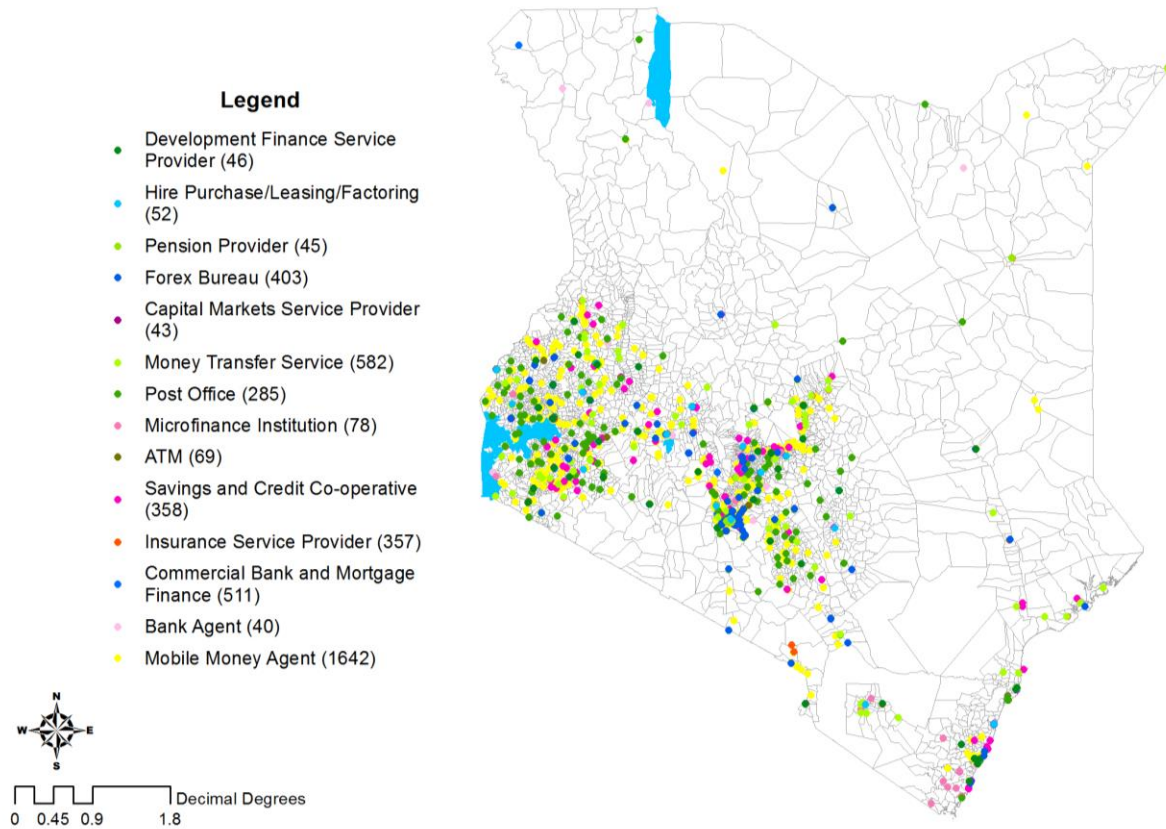 Legend
Development Finance Service
Provider (46)
Hire Purchase/Leasing/Factoring
(52)
Pension Provider (45)
Forex Bureau (403)
Capital Markets Service Provider
(43)
Money Transfer Service (582)
Post Office (285)
Microfinance Institution (78)
ATM (69)
Savings and Credit Co-operative
(358)
Insurance Service Provider (357)
Commercial Bank and Mortgage
Finance (511)
Bank Agent (40)
Mobile Money Agent (1642)
N
W E
S
Decimal Degrees
0 0.45 0.9 1.8